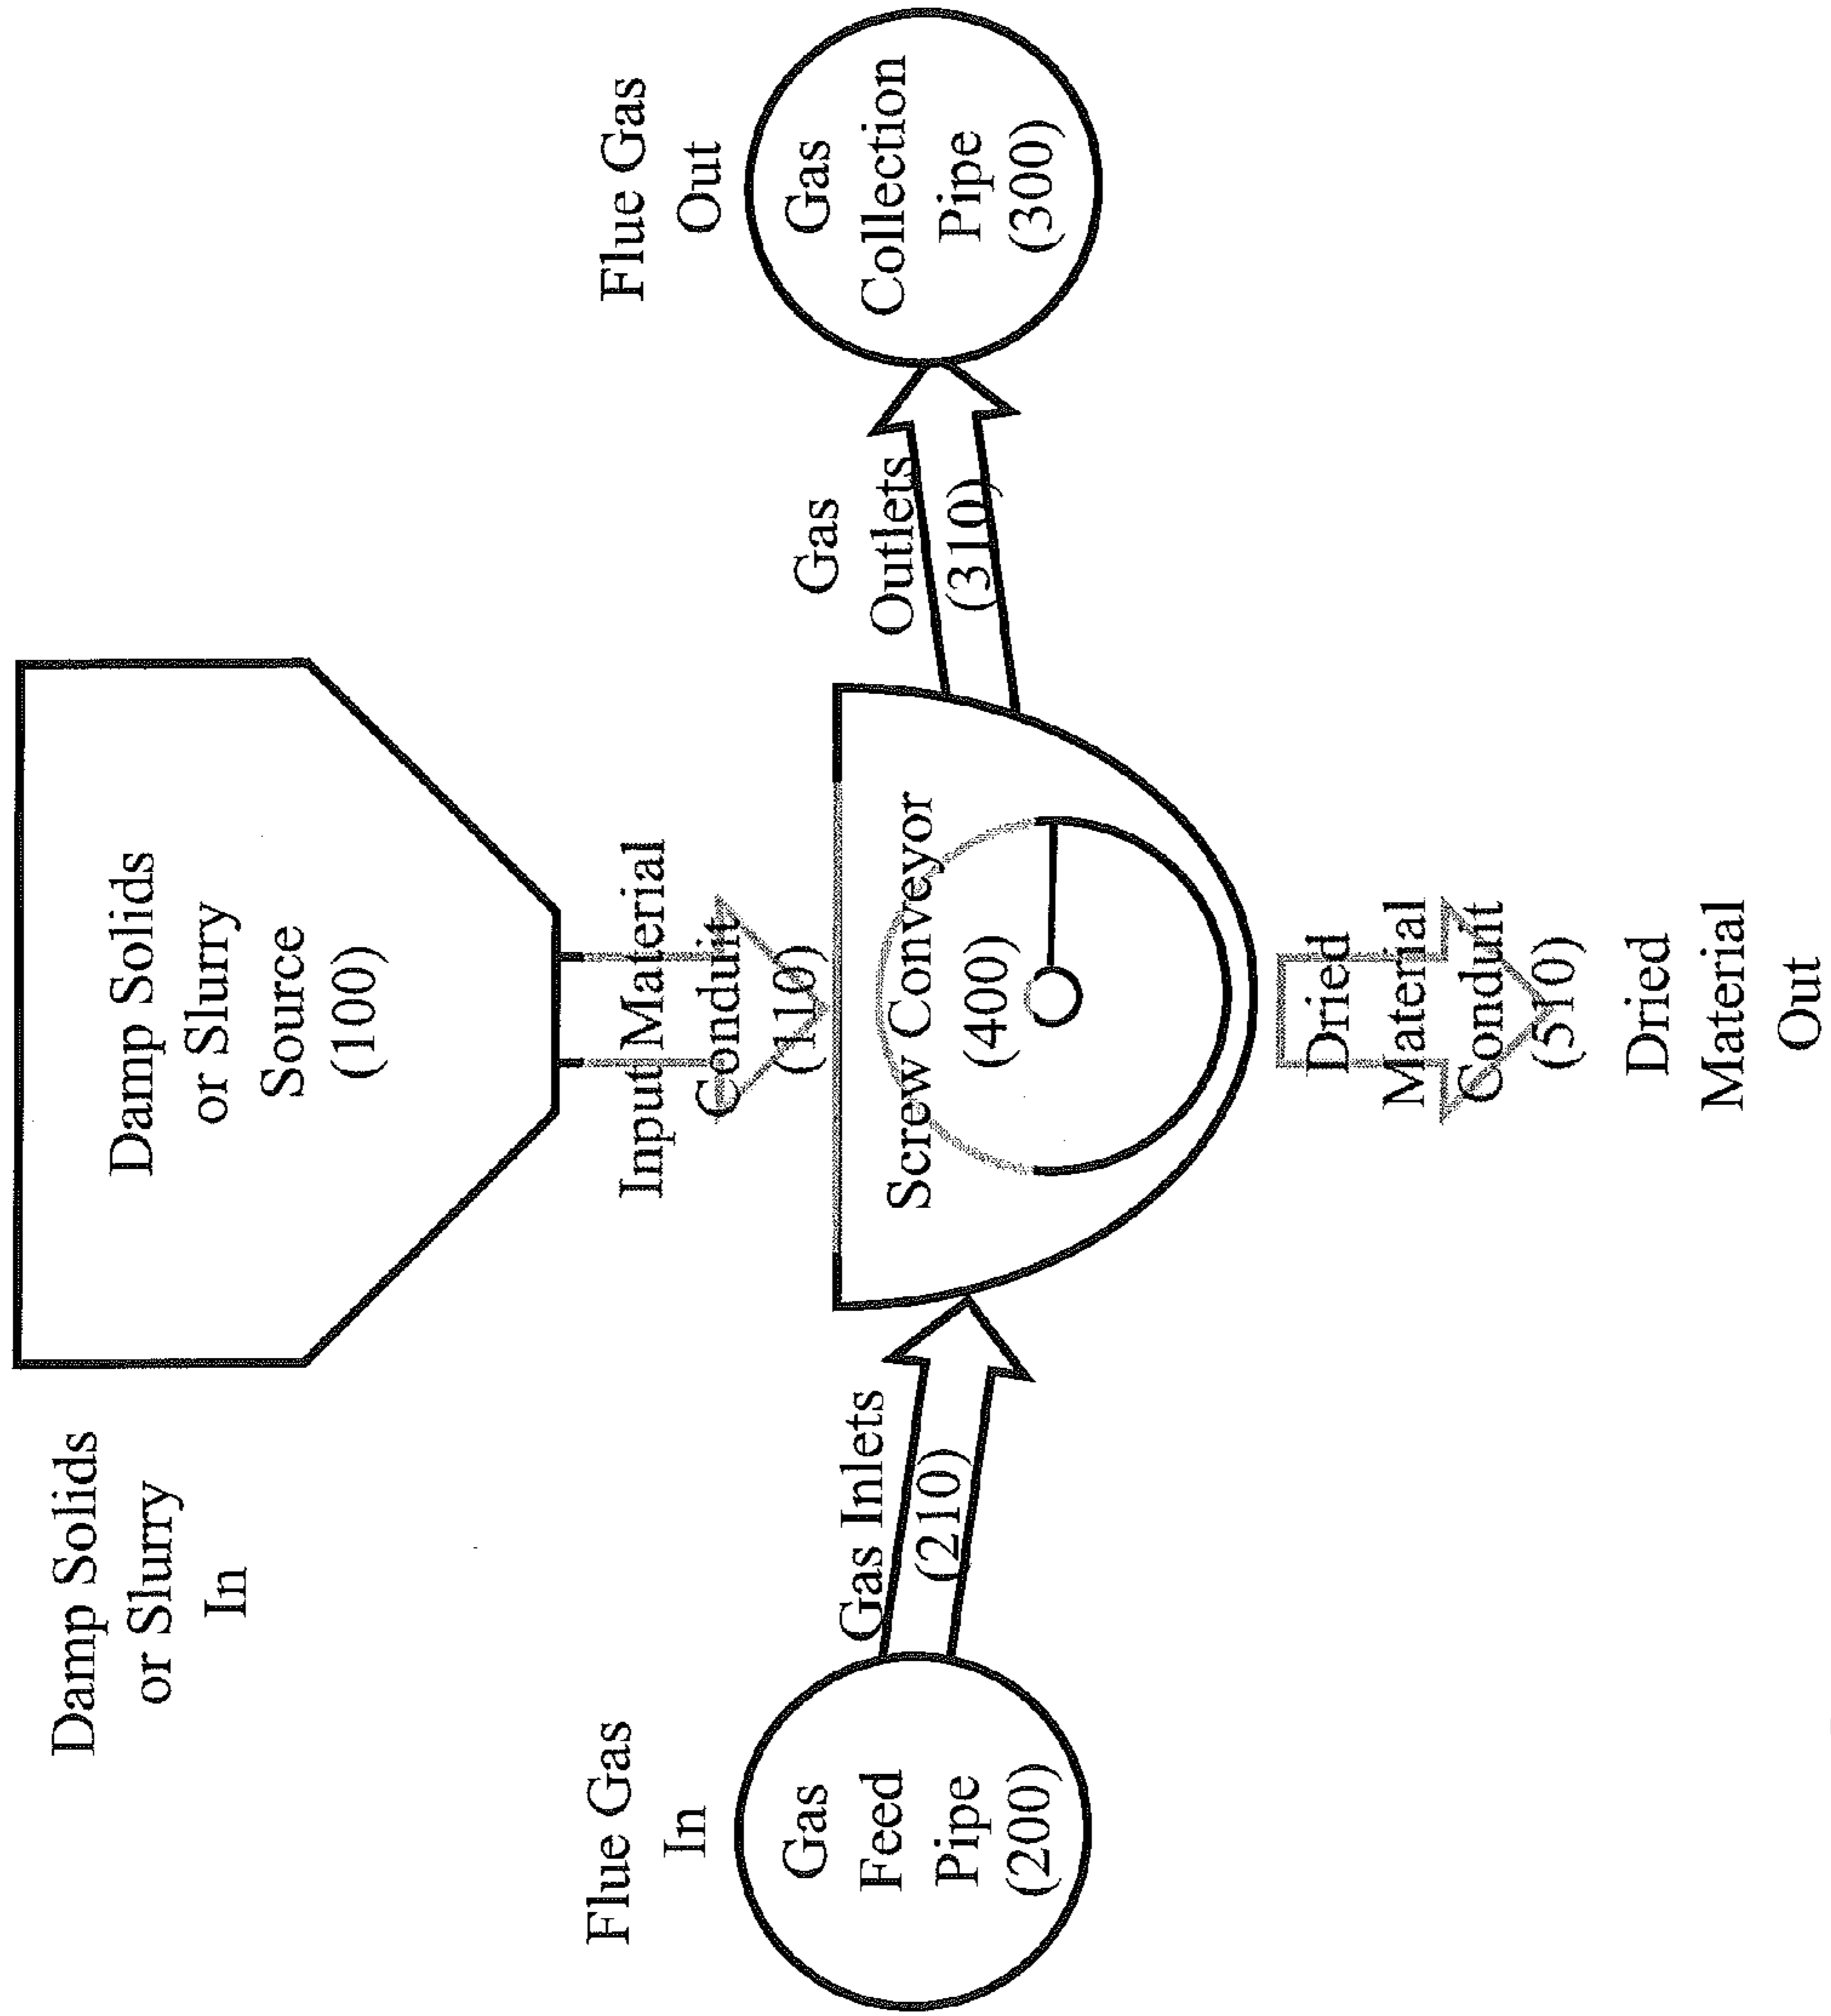 Damp Solids
or Slurry
In
Damp Solids
or Slurry
Source
(100)
Input Material
Conduit
(110)
Flue Gas
In
Gas
Feed
Pipe
(200)
Gas Inlets
(210)
Screw Conveyor
(400)
Gas
Outlets
(310)
Flue Gas
Out
Gas
Collection
Pipe
(300)
Dried
Material
Conduit
(510)
Dried
Material
Out